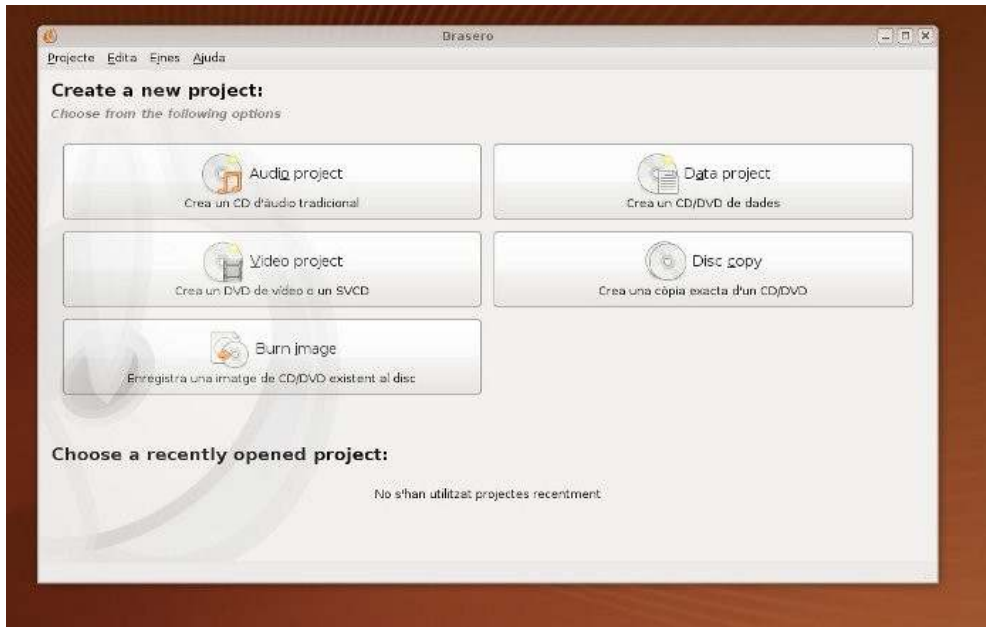 Brasero
Projecte Edita Eines Ajuda
Create a new project:
Choose from the following options
Audio project
Crea un CD d'àudio tradicional
Data project
Crea un CD/DVD de dades
Video project
Crea un DVD de vídeo o un SVCD
Disc copy
Crea una còpia exacta d'un CD/DVD
Burn image
Enregistra una imatge de CD/DVD existent al disc
Choose a recently opened project:
No s'han utilitzat projectes recentment